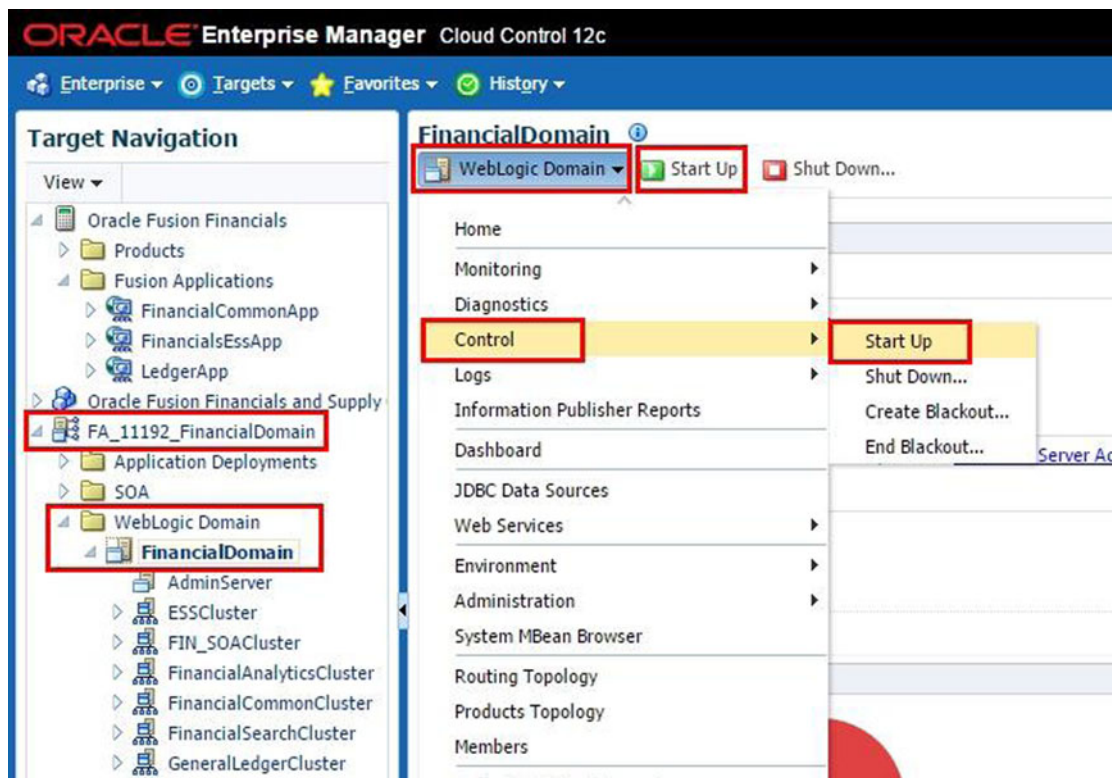 ORACLE Enterprise Manager Cloud Control 12c
Enterprise Targets Favorites History
Target Navigation
View
Oracle Fusion Financials
Products
Fusion Applications
FinancialCommonApp
FinancialsEssApp
LedgerApp
Oracle Fusion Financials and Supply
FA_11192_FinancialDomain
Application Deployments
SOA
WebLogic Domain
FinancialDomain
AdminServer
ESSCluster
FIN_SOACluster
FinancialAnalyticsCluster
FinancialCommonCluster
FinancialSearchCluster
GeneralLedgerCluster
FinancialDomain
WebLogic Domain Start Up Shut Down...
Home
Monitoring
Diagnostics
Control
Logs
Information Publisher Reports
Dashboard
JDBC Data Sources
Web Services
Environment
Administration
System MBean Browser
Routing Topology
Products Topology
Members
Start Up
Shut Down...
Create Blackout...
End Blackout...
Server Ad